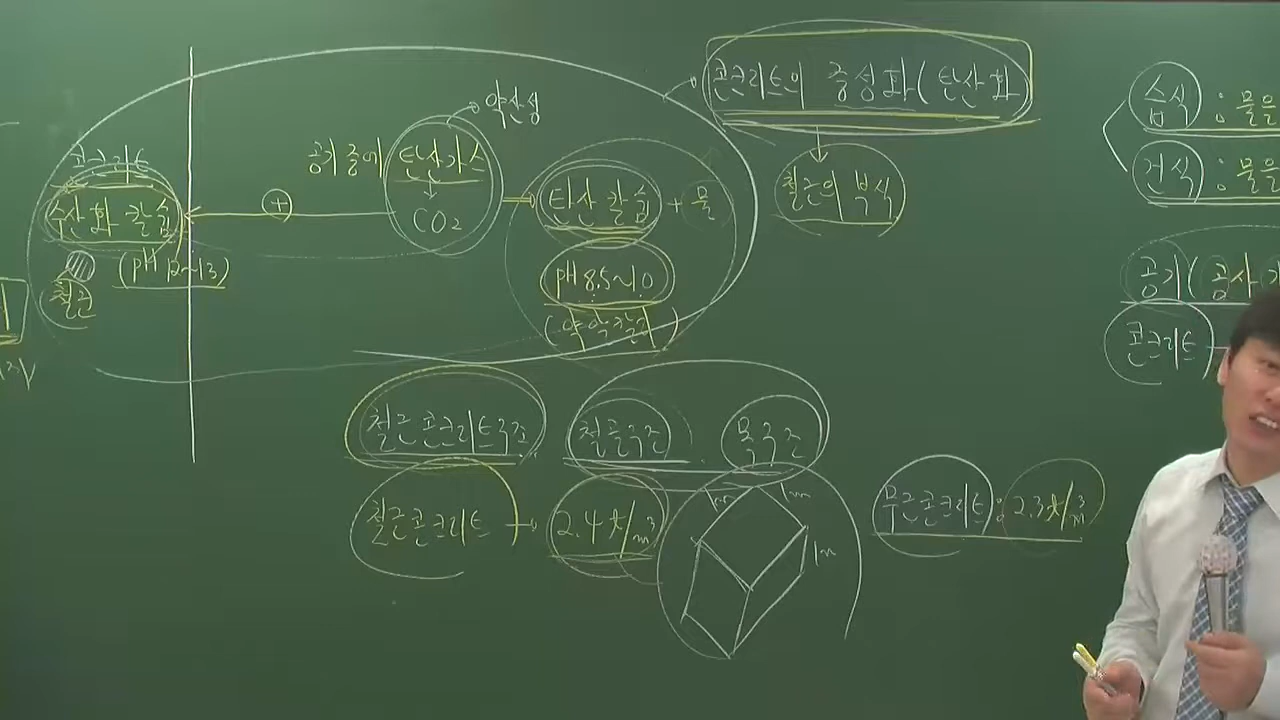 콘크리트의 중성화(탄산화
철근의 부식
약산성
공기 중에 탄산가스
CO2
+
콘크리트
수산화 칼슘
(pH 12~13)
철근
탄산 칼슘 + 물
pH 8.5~10
(약알칼리)
습식 : 물을
건식 : 물을
공기(공사
콘크리트
철근콘크리트구조
철골구조
목구조
철근콘크리트 → 2.4t/m³
1m
1m
1m
무근콘크리트 : 2.3t/m³